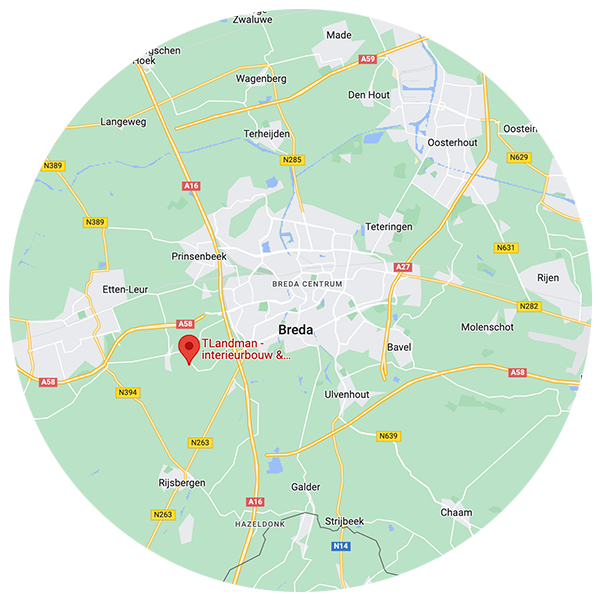 Zwaluwe
Made
gschen
Hoek
A59
Wagenberg
Den Hout
Langeweg
Terheijden
Oosterhout
Oostein
N285
N629
N389
A16
N389
Teteringen
N631
Prinsenbeek
A27
Rijen
BREDA CENTRUM
Etten-Leur
N282
A58
Breda
Molenschot
TLandman -
interieurbouw &...
Bavel
A58
A58
N394
Ulvenhout
N263
N639
Rijsbergen
Galder
A16
Chaam
N263
HAZELDONK
Strijbeek
N14